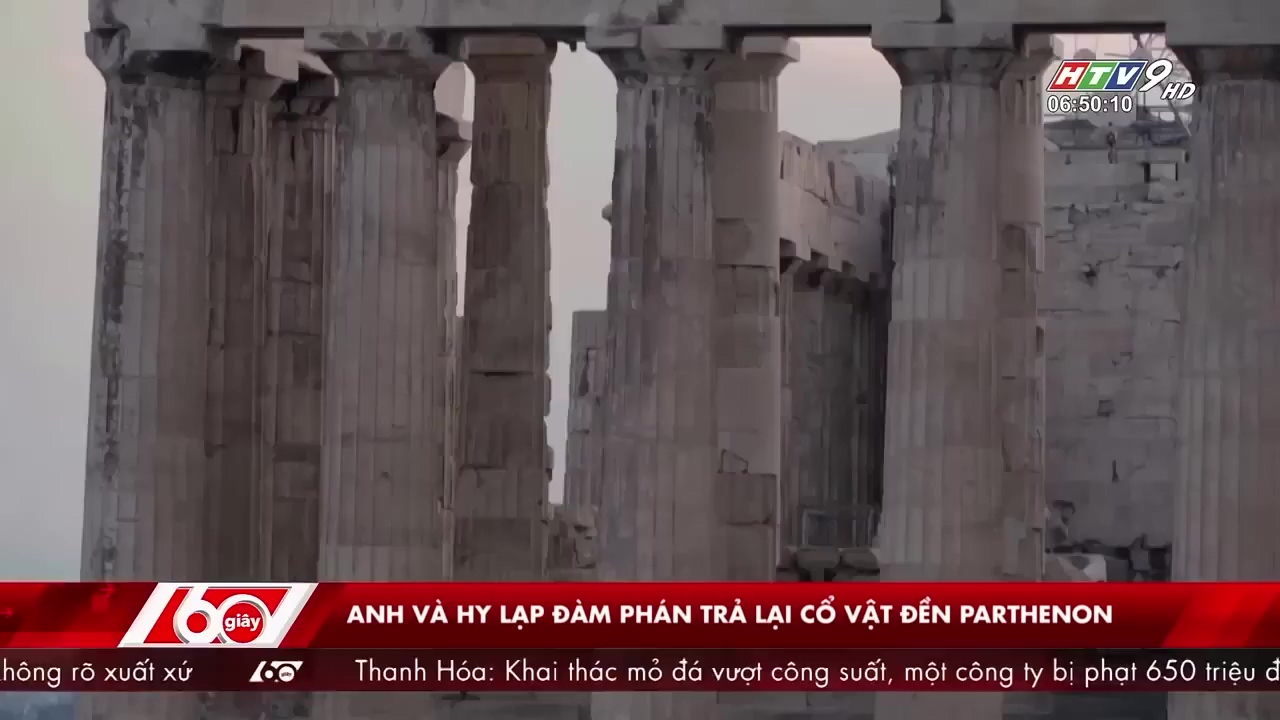 HTV9 HD
06:50:10
60 giây
ANH VÀ HY LẠP ĐÀM PHÁN TRẢ LẠI CỔ VẬT ĐỀN PARTHENON
không rõ xuất xứ 60 giây Thanh Hóa: Khai thác mỏ đá vượt công suất, một công ty bị phạt 650 triệu